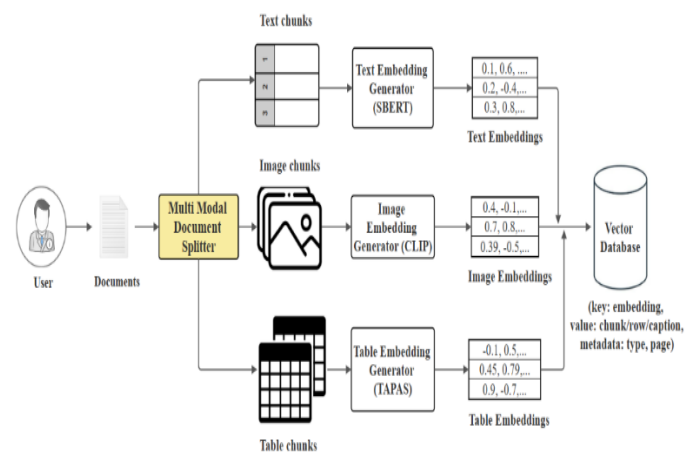 Text chunks
1
2
3
Text Embedding
Generator
(SBERT)
0.1, 0.6, ....
0.2, -0.4,...
0.3, 0.8,...
Text Embeddings
User
Documents
Multi Modal
Document
Splitter
Image chunks
Image
Embedding
Generator (CLIP)
0.4, -0.1,...
0.7, 0.8,...
0.39, -0.5,...
Image Embeddings
Vector
Database
(key: embedding,
value: chunk/row/caption,
metadata: type, page)
Table chunks
Table Embedding
Generator
(TAPAS)
-0.1, 0.5,...
0.45, 0.79,...
0.9, -0.7,...
Table Embeddings